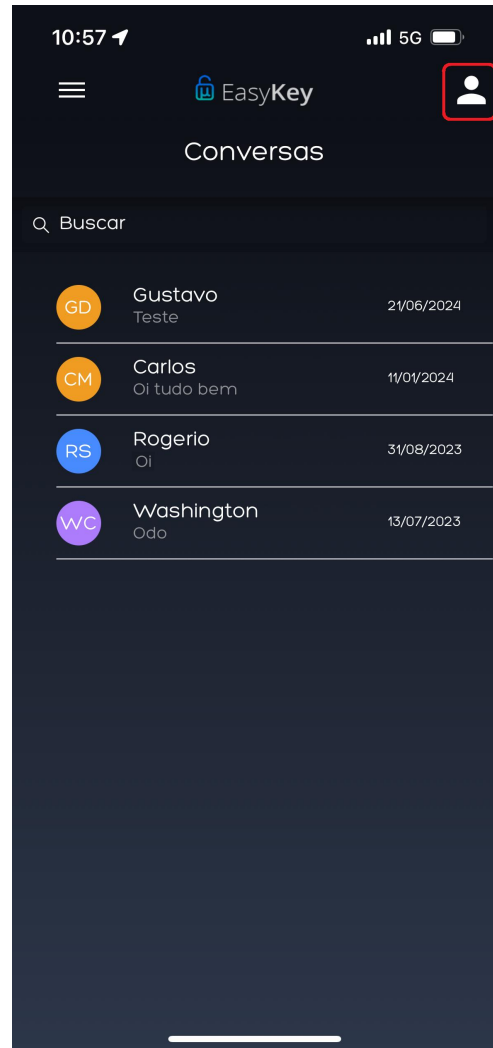 10:57
5G
EasyKey
Conversas
Buscar
GD
Gustavo
21/06/2024
Teste
CM
Carlos
11/01/2024
Oi tudo bem
RS
Rogerio
31/08/2023
Oi
WC
Washington
13/07/2023
Odo